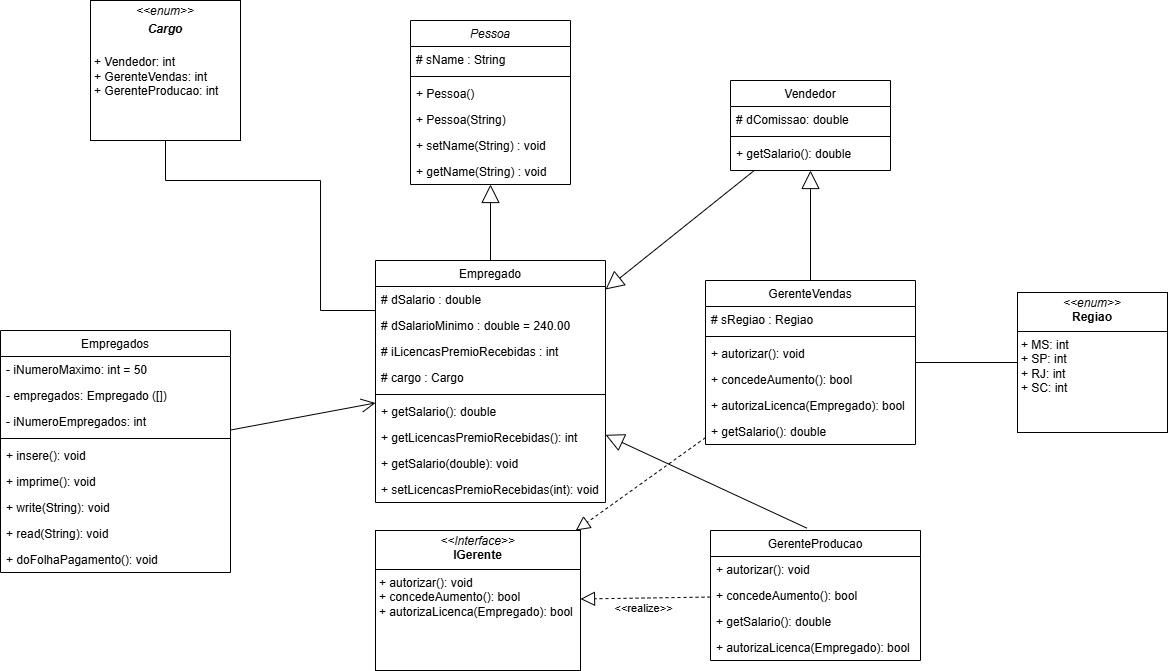 <<enum>>
Cargo
+ Vendedor: int
+ GerenteVendas: int
+ GerenteProducao: int
Pessoa
# sName : String
+ Pessoa()
+ Pessoa(String)
+ setName(String) : void
+ getName(String) : void
Vendedor
# dComissao: double
+ getSalario(): double
Empregado
# dSalario : double
# dSalarioMinimo : double = 240.00
# iLicencasPremioRecebidas : int
# cargo : Cargo
+ getSalario(): double
+ getLicencasPremioRecebidas(): int
+ getSalario(double): void
+ setLicencasPremioRecebidas(int): void
GerenteVendas
# sRegiao : Regiao
+ autorizar(): void
+ concedeAumento(): bool
+ autorizaLicenca(Empregado): bool
+ getSalario(): double
<<enum>>
Regiao
+ MS: int
+ SP: int
+ RJ: int
+ SC: int
Empregados
- iNumeroMaximo: int = 50
- empregados: Empregado ([])
- iNumeroEmpregados: int
+ insere(): void
+ imprime(): void
+ write(String): void
+ read(String): void
+ doFolhaPagamento(): void
<<Interface>>
IGerente
+ autorizar(): void
+ concedeAumento(): bool
+ autorizaLicenca(Empregado): bool
<<realize>>
GerenteProducao
+ autorizar(): void
+ concedeAumento(): bool
+ getSalario(): double
+ autorizaLicenca(Empregado): bool